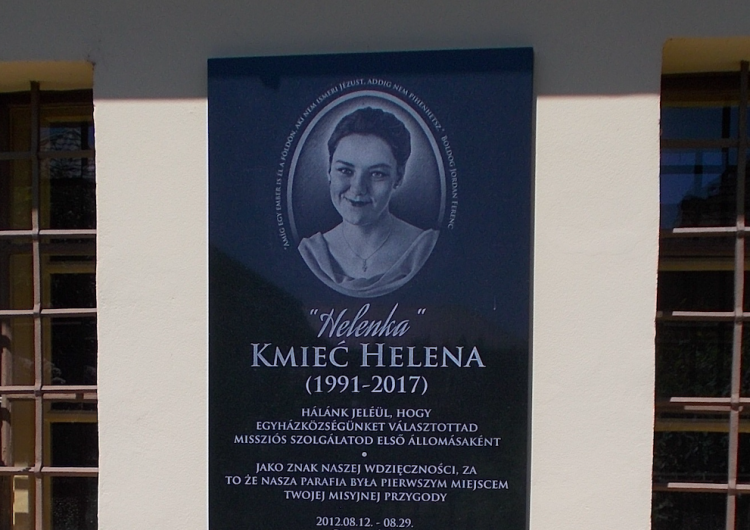 "AMÍG EGY EMBER IS ÉL A FÖLDÖN, AKI NEM ISMERI JÉZUST, ADDIG NEM PIHENHETSZ." BOLDOG JORDAN FERENC
"Helenka"
KMIEĆ HELENA
(1991-2017)
HÁLÁNK JELÉÜL, HOGY
EGYHÁZKÖZSÉGÜNKET VÁLASZTOTTAD
MISSZIÓS SZOLGÁLATOD ELSŐ ÁLLOMÁSAKÉNT
•
JAKO ZNAK NASZEJ WDZIĘCZNOŚCI, ZA
TO ŻE NASZA PARAFIA BYŁA PIERWSZYM MIEJSCEM
TWOJEJ MISYJNEJ PRZYGODY
2012.08.12. - 08.29.